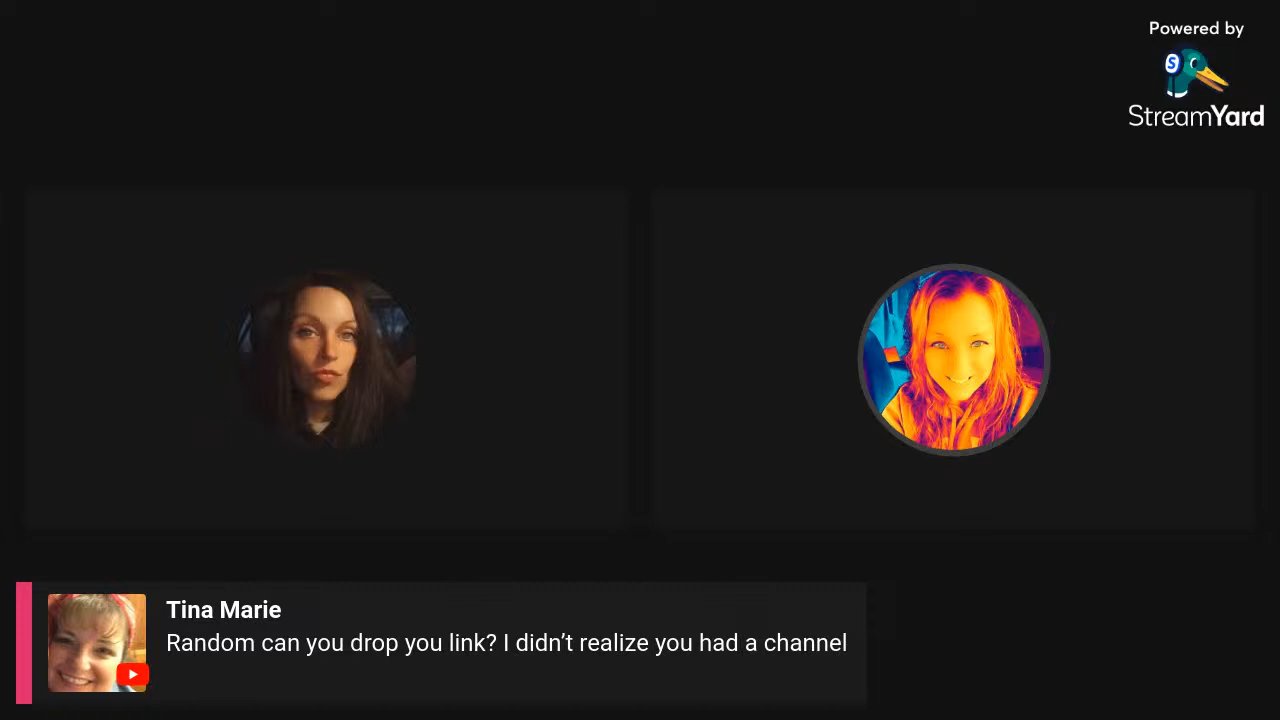 Powered by
S
StreamYard
Tina Marie
Random can you drop you link? I didn’t realize you had a channel